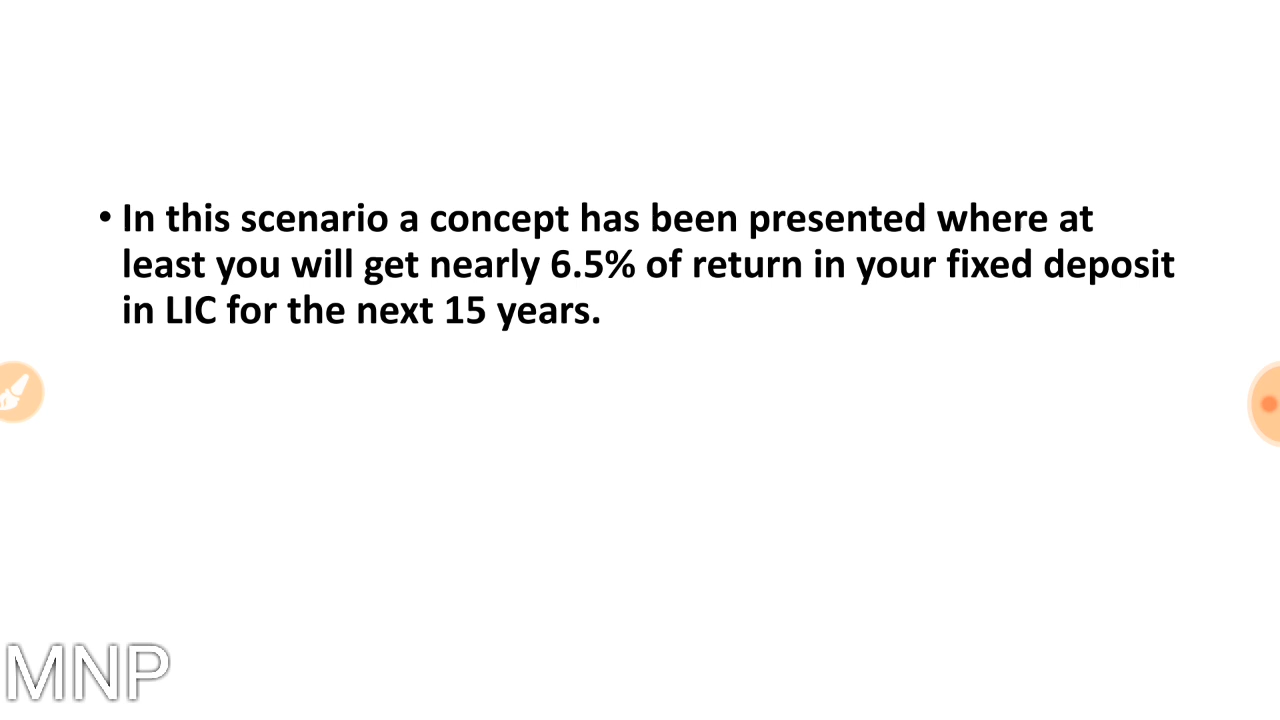 • In this scenario a concept has been presented where at
least you will get nearly 6.5% of return in your fixed deposit
in LIC for the next 15 years.
MNP